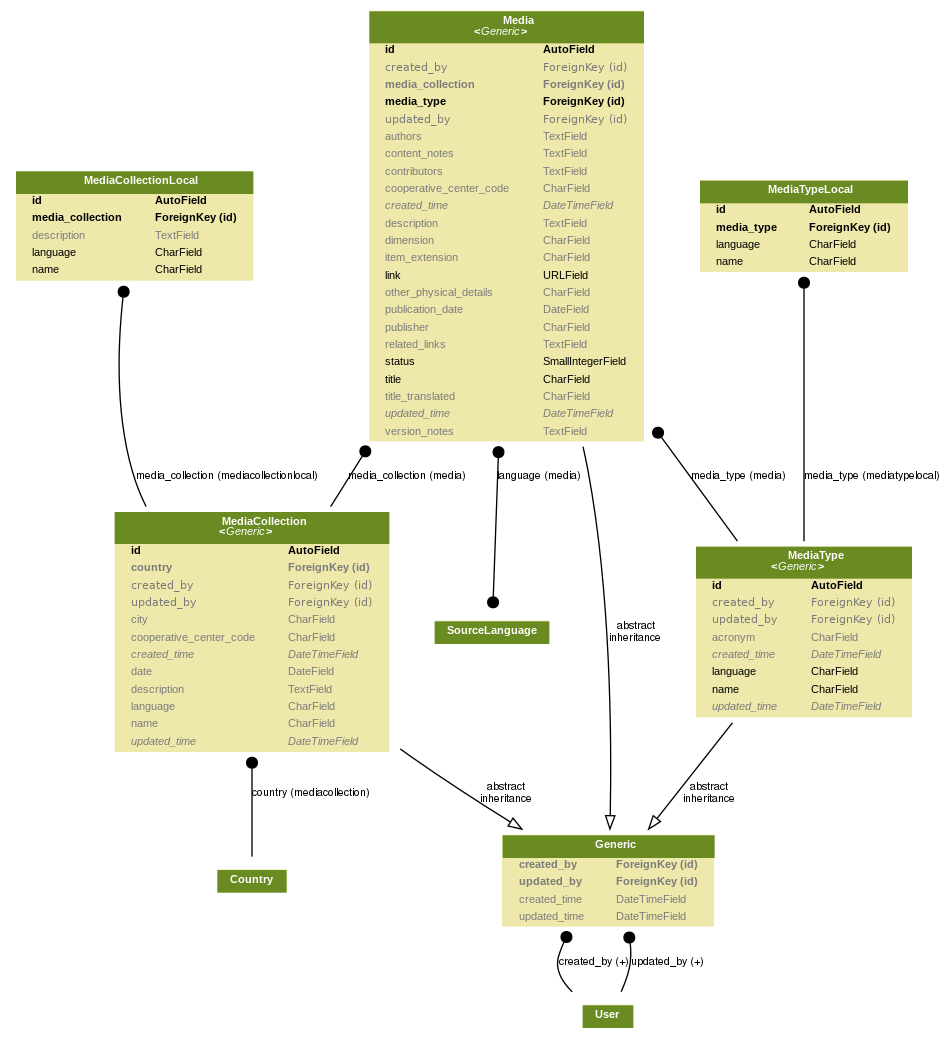 Media
<Generic>
id AutoField
created_by ForeignKey (id)
media_collection ForeignKey (id)
media_type ForeignKey (id)
updated_by ForeignKey (id)
authors TextField
content_notes TextField
contributors TextField
cooperative_center_code CharField
created_time DateTimeField
description TextField
dimension CharField
item_extension CharField
link URLField
other_physical_details CharField
publication_date DateField
publisher CharField
related_links TextField
status SmallIntegerField
title CharField
title_translated CharField
updated_time DateTimeField
version_notes TextField
MediaCollectionLocal
id AutoField
media_collection ForeignKey (id)
description TextField
language CharField
name CharField
MediaTypeLocal
id AutoField
media_type ForeignKey (id)
language CharField
name CharField
media_collection (mediacollectionlocal)
media_collection (media)
language (media)
media_type (media)
media_type (mediatypelocal)
MediaCollection
<Generic>
id AutoField
country ForeignKey (id)
created_by ForeignKey (id)
updated_by ForeignKey (id)
city CharField
cooperative_center_code CharField
created_time DateTimeField
date DateField
description TextField
language CharField
name CharField
updated_time DateTimeField
SourceLanguage
abstract
inheritance
MediaType
<Generic>
id AutoField
created_by ForeignKey (id)
updated_by ForeignKey (id)
acronym CharField
created_time DateTimeField
language CharField
name CharField
updated_time DateTimeField
country (mediacollection)
abstract
inheritance
abstract
inheritance
Country
Generic
created_by ForeignKey (id)
updated_by ForeignKey (id)
created_time DateTimeField
updated_time DateTimeField
created_by (+)
updated_by (+)
User